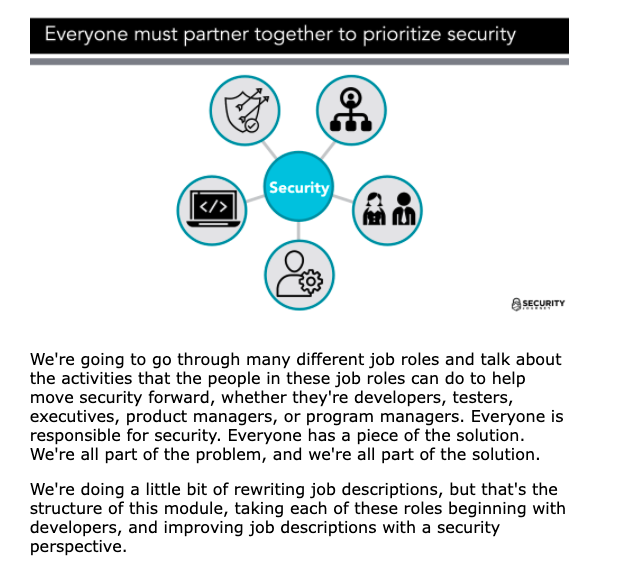 Everyone must partner together to prioritize security
</>
Security
SECURITY
JOURNEY
We're going to go through many different job roles and talk about
the activities that the people in these job roles can do to help
move security forward, whether they're developers, testers,
executives, product managers, or program managers. Everyone is
responsible for security. Everyone has a piece of the solution.
We're all part of the problem, and we're all part of the solution.
We're doing a little bit of rewriting job descriptions, but that's the
structure of this module, taking each of these roles beginning with
developers, and improving job descriptions with a security
perspective.